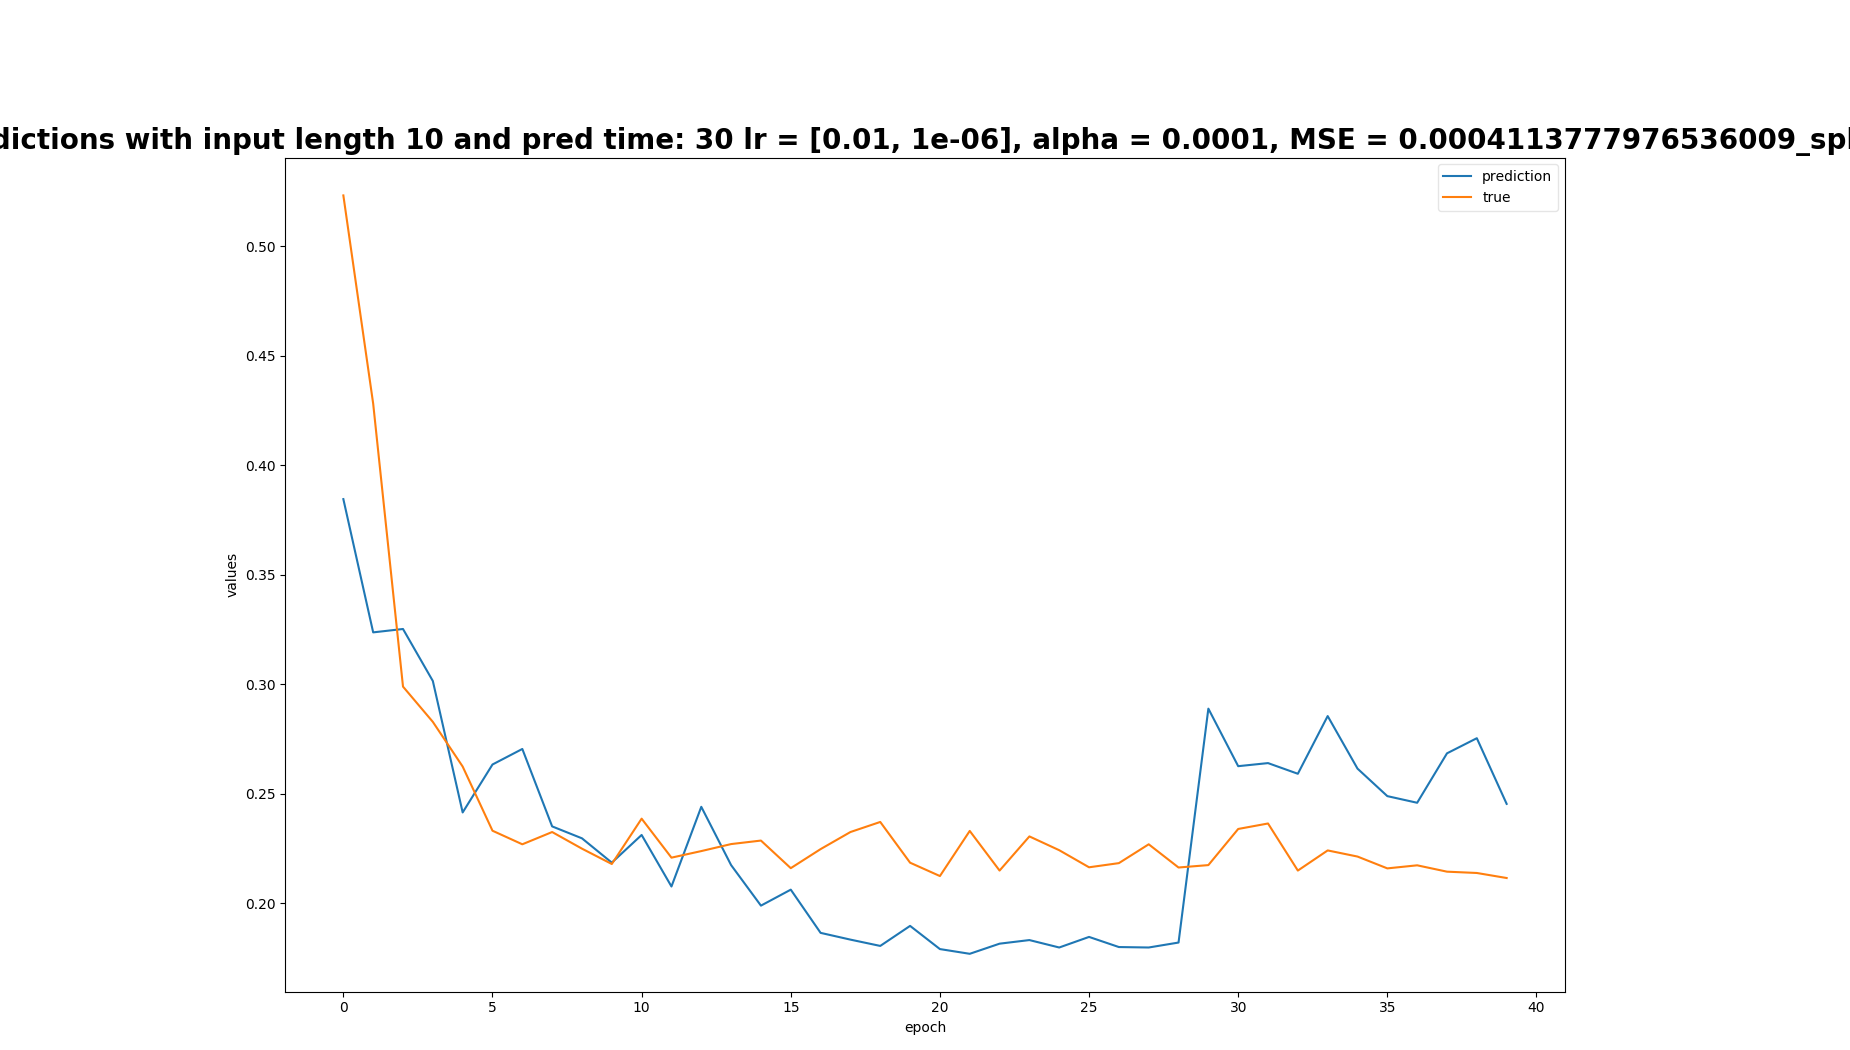 dictions with input length 10 and pred time: 30 lr = [0.01, 1e-06], alpha = 0.0001, MSE = 0.0004113777976536009_spl
prediction
true
0.50
0.45
0.40
0.35
0.30
0.25
0.20
values
0 5 10 15 20 25 30 35 40
epoch